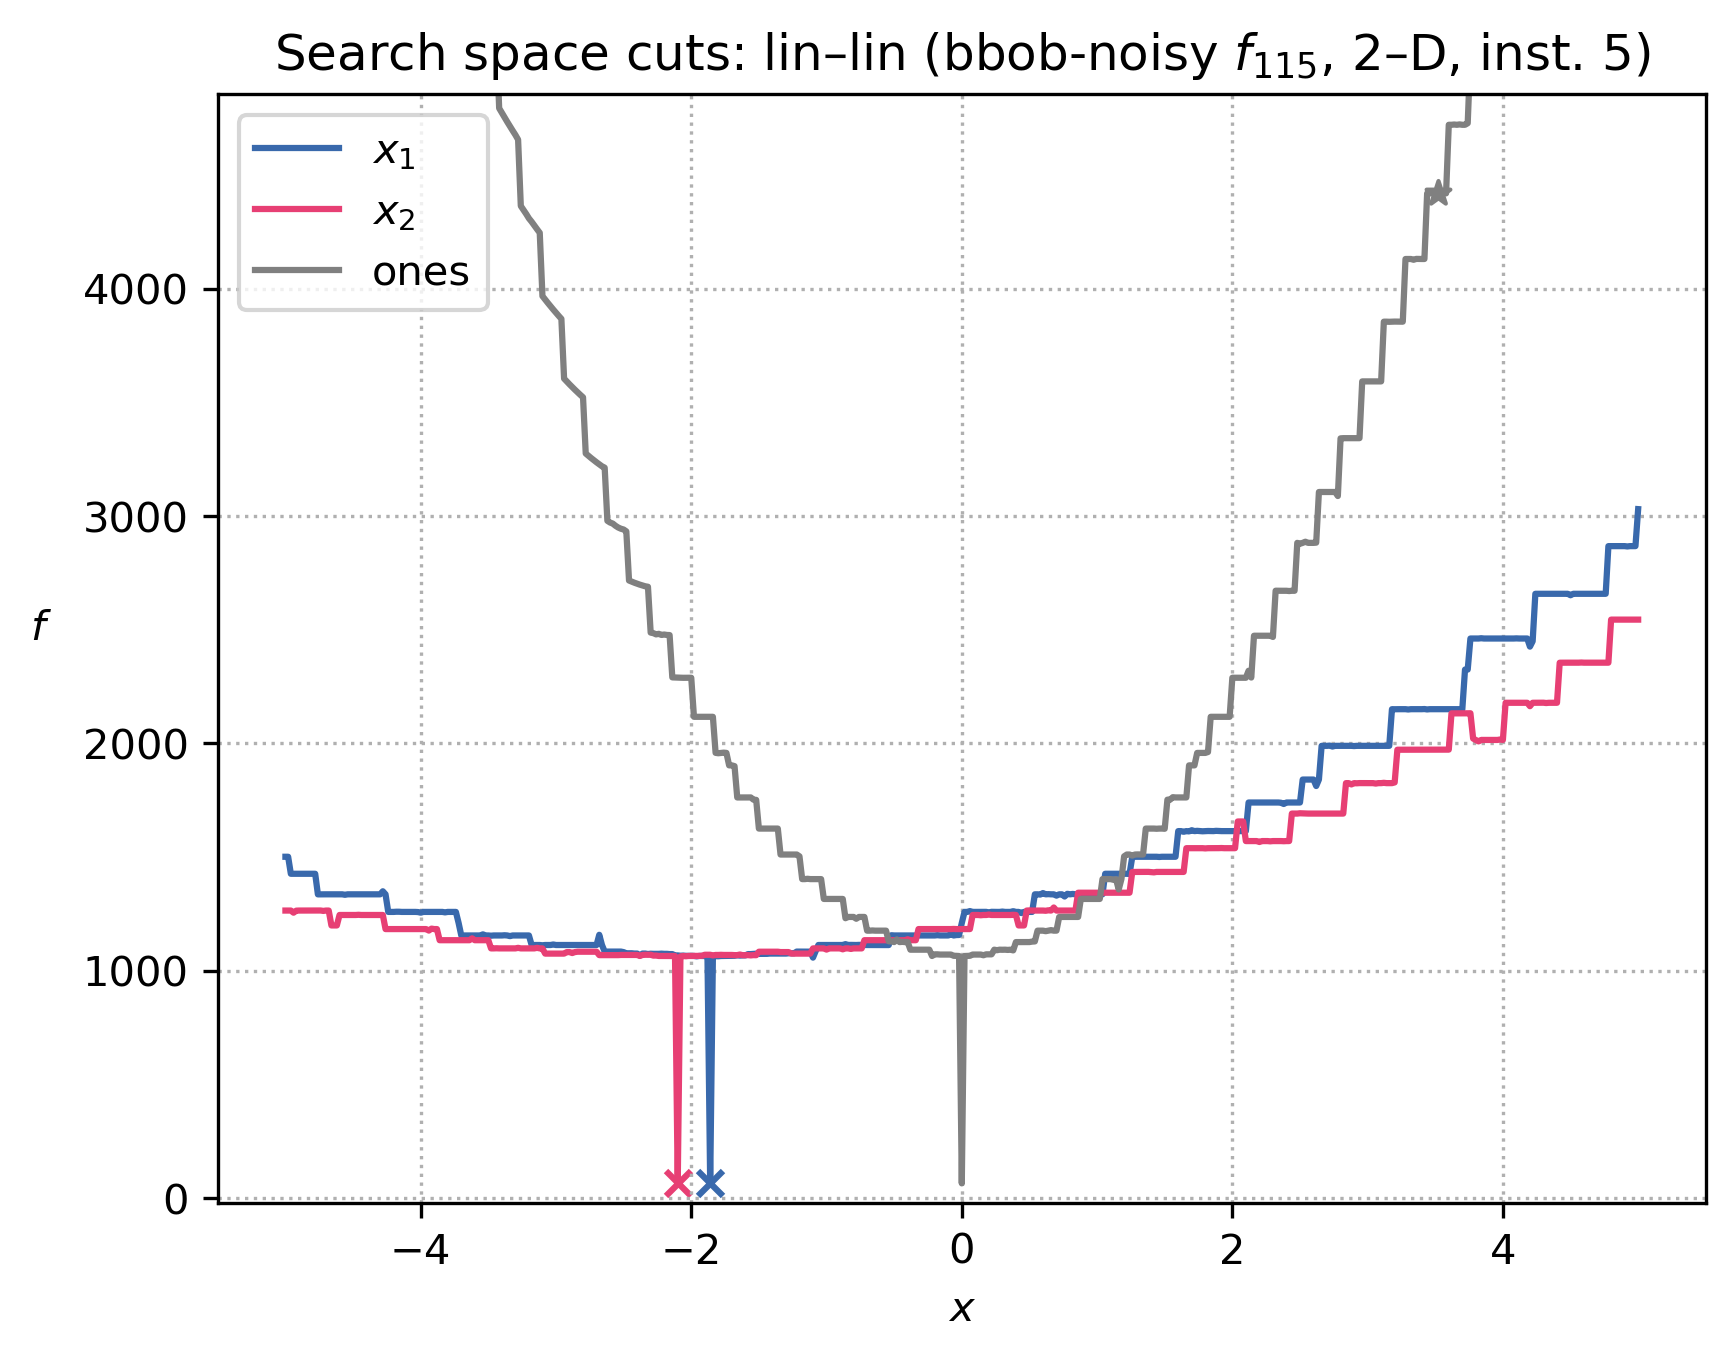 Search space cuts: lin–lin (bbob-noisy f₁₁₅, 2–D, inst. 5)
x₁
x₂
ones
4000
3000
2000
1000
0
f
−4 −2 0 2 4
x